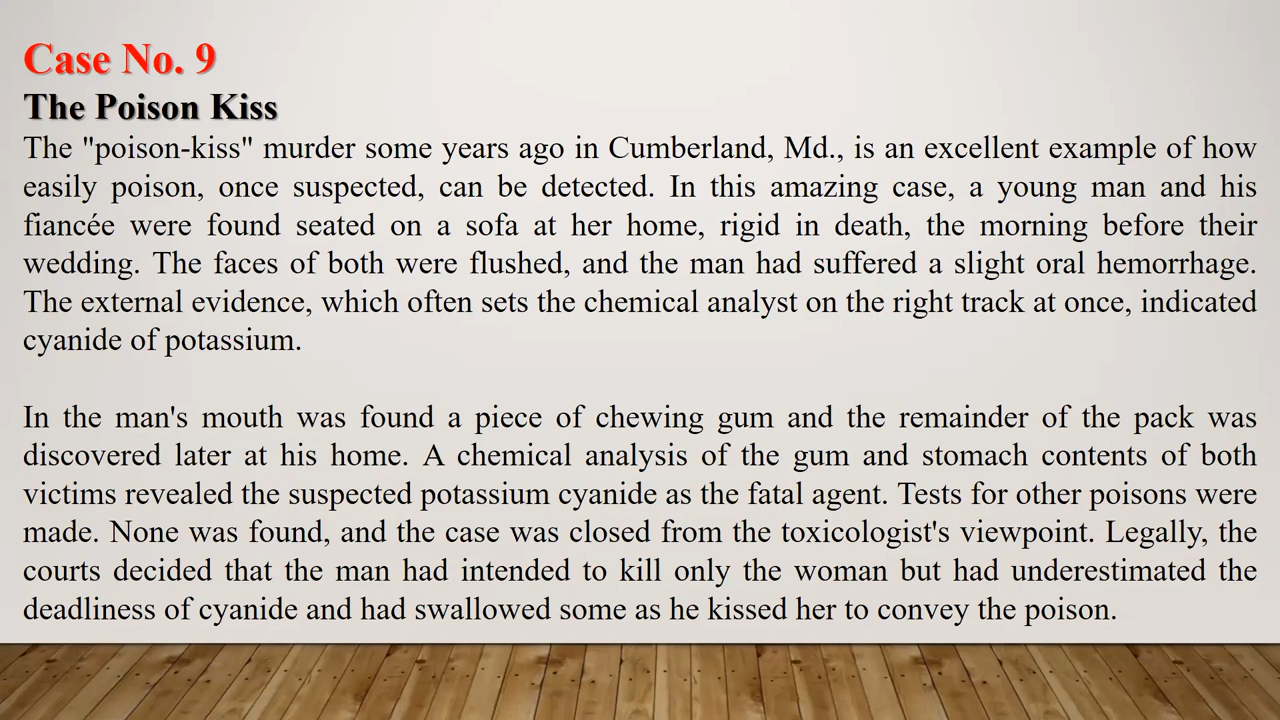 Case No. 9
The Poison Kiss
The "poison-kiss" murder some years ago in Cumberland, Md., is an excellent example of how
easily poison, once suspected, can be detected. In this amazing case, a young man and his
fiancée were found seated on a sofa at her home, rigid in death, the morning before their
wedding. The faces of both were flushed, and the man had suffered a slight oral hemorrhage.
The external evidence, which often sets the chemical analyst on the right track at once, indicated
cyanide of potassium.
In the man's mouth was found a piece of chewing gum and the remainder of the pack was
discovered later at his home. A chemical analysis of the gum and stomach contents of both
victims revealed the suspected potassium cyanide as the fatal agent. Tests for other poisons were
made. None was found, and the case was closed from the toxicologist's viewpoint. Legally, the
courts decided that the man had intended to kill only the woman but had underestimated the
deadliness of cyanide and had swallowed some as he kissed her to convey the poison.